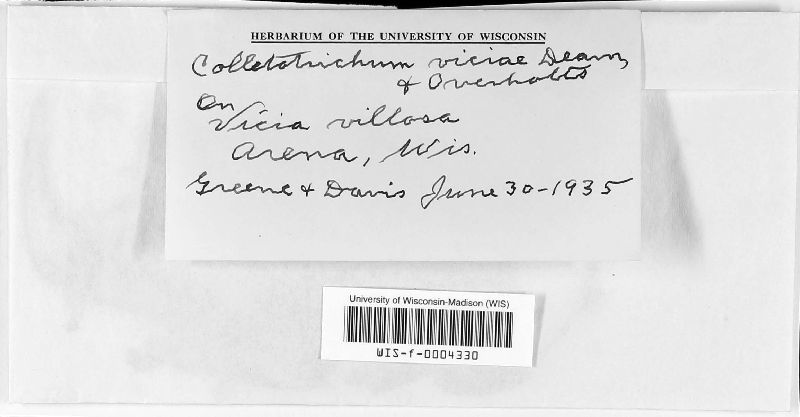 HERBARIUM OF THE UNIVERSITY OF WISCONSIN
Colletotrichum viciae Dearn,
& Overholts
On
Vicia villosa
Arena, Wis.
Greene & Davis June 30-1935
University of Wisconsin-Madison (WIS)
WIS-f-0004330